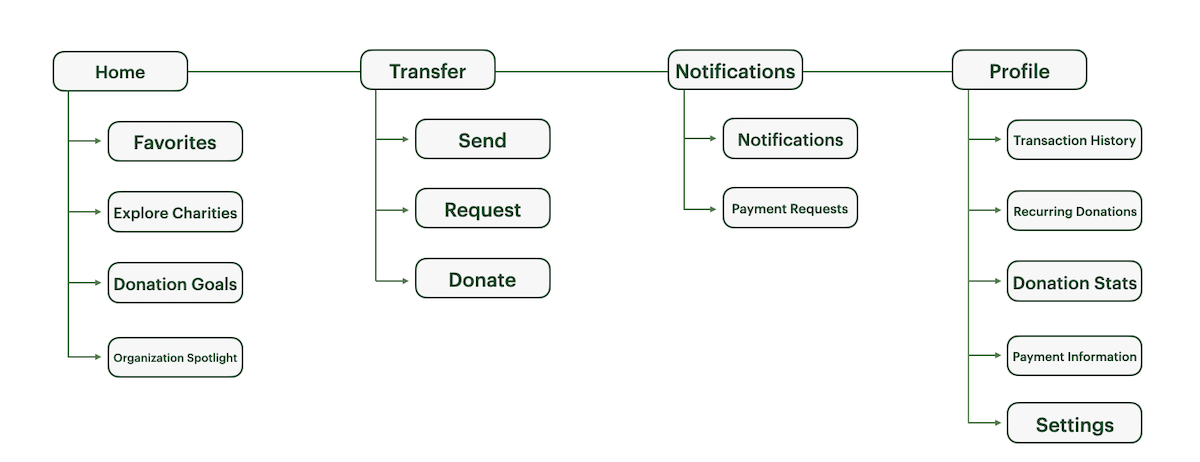 Home
Transfer
Notifications
Profile
Favorites
Explore Charities
Donation Goals
Organization Spotlight
Send
Request
Donate
Notifications
Payment Requests
Transaction History
Recurring Donations
Donation Stats
Payment Information
Settings